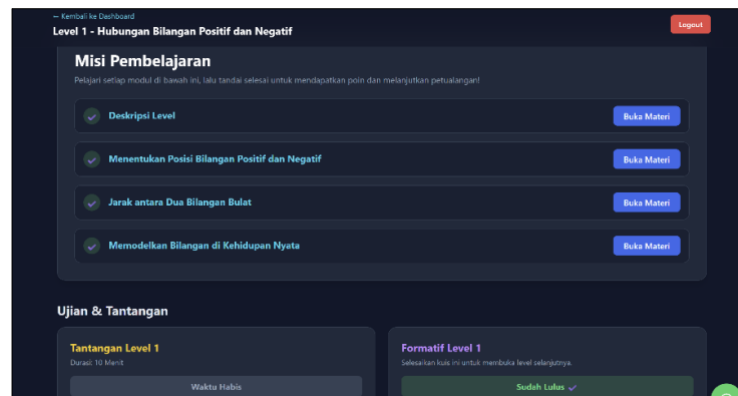 ← Kembali ke Dashboard
Level 1 - Hubungan Bilangan Positif dan Negatif
Logout
Misi Pembelajaran
Pelajari setiap modul di bawah ini, lalu tandai selesai untuk mendapatkan poin dan melanjutkan petualangan!
Deskripsi Level
Buka Materi
Menentukan Posisi Bilangan Positif dan Negatif
Buka Materi
Jarak antara Dua Bilangan Bulat
Buka Materi
Memodelkan Bilangan di Kehidupan Nyata
Buka Materi
Ujian & Tantangan
Tantangan Level 1
Durasi: 10 Menit
Waktu Habis
Formatif Level 1
Selesaikan kuis ini untuk membuka level selanjutnya.
Sudah Lulus ✓